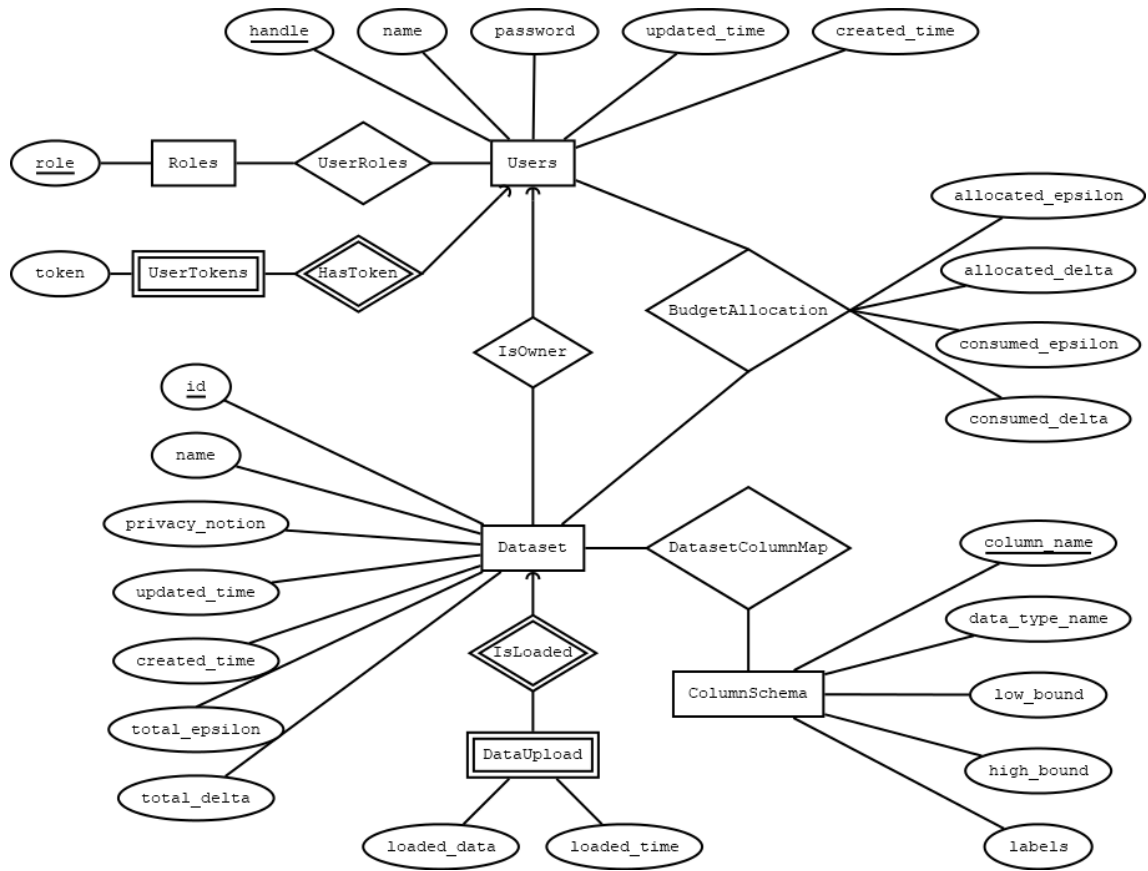 handle
name
password
updated_time
created_time
role
Roles
UserRoles
Users
allocated_epsilon
token
UserTokens
HasToken
allocated_delta
BudgetAllocation
consumed_epsilon
IsOwner
id
consumed_delta
name
privacy_notion
Dataset
DatasetColumnMap
column_name
updated_time
data_type_name
created_time
IsLoaded
ColumnSchema
low_bound
total_epsilon
DataUpload
high_bound
total_delta
loaded_data
loaded_time
labels